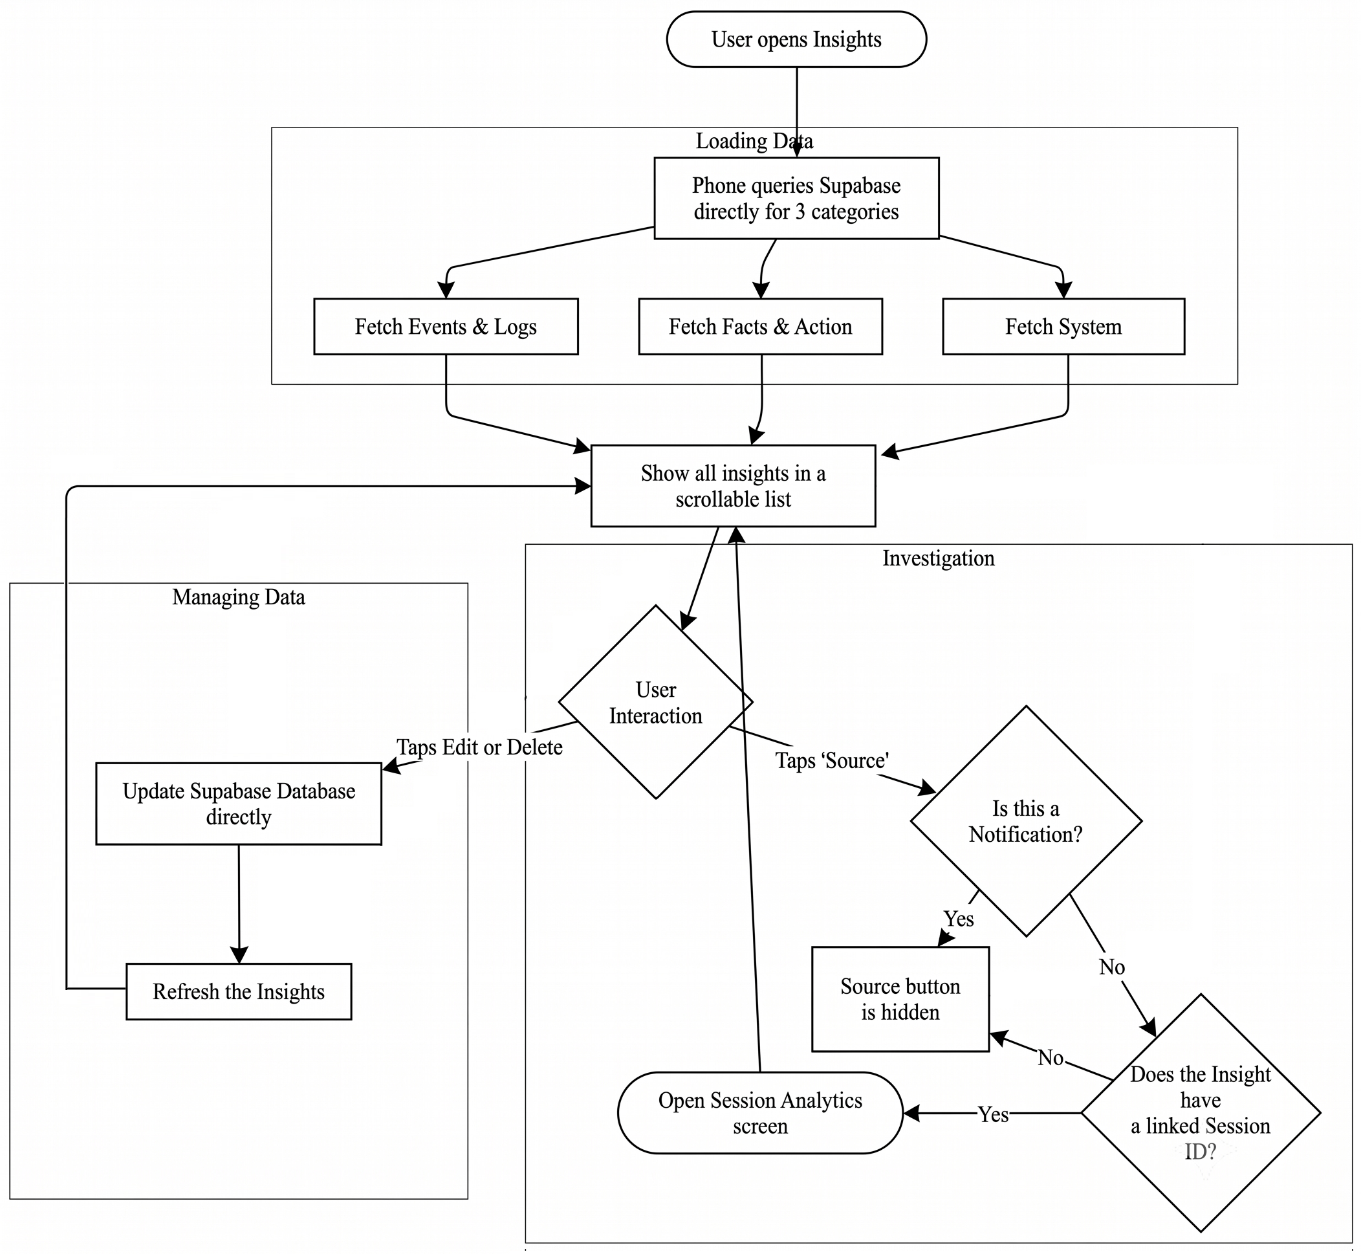 User opens Insights
Loading Data
Phone queries Supabase
directly for 3 categories
Fetch Events & Logs
Fetch Facts & Action
Fetch System
Show all insights in a
scrollable list
Investigation
Managing Data
User
Interaction
Taps Edit or Delete
Taps ‘Source'
Update Supabase Database
directly
Is this a
Notification?
Yes
No
Refresh the Insights
Source button
is hidden
No
Does the Insight
have
a linked Session
ID?
Open Session Analytics
screen
Yes